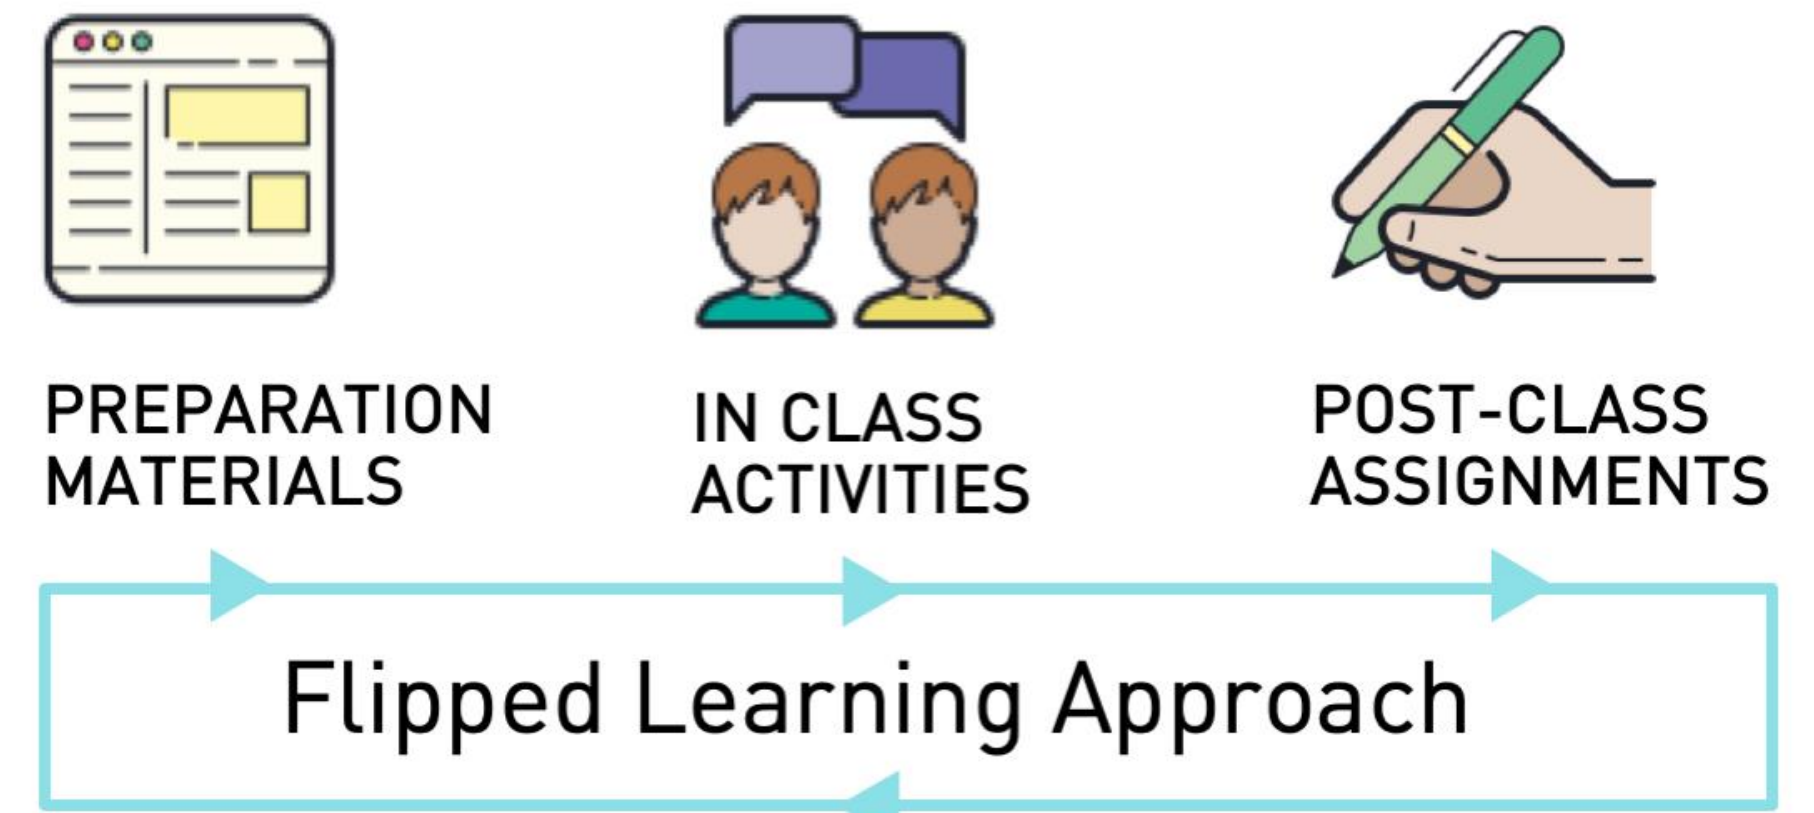 PREPARATION
MATERIALS
IN CLASS
ACTIVITIES
POST-CLASS
ASSIGNMENTS
Flipped Learning Approach